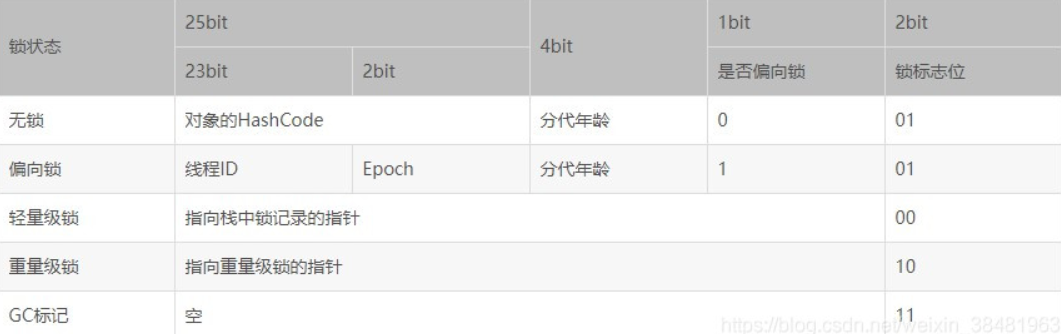 锁状态 25bit 4bit 1bit 2bit
23bit 2bit 是否偏向锁 锁标志位
无锁 对象的HashCode 分代年龄 0 01
偏向锁 线程ID Epoch 分代年龄 1 01
轻量级锁 指向栈中锁记录的指针 00
重量级锁 指向重量级锁的指针 10
GC标记 空 11
https://blog.csdn.net/weixin_38481963